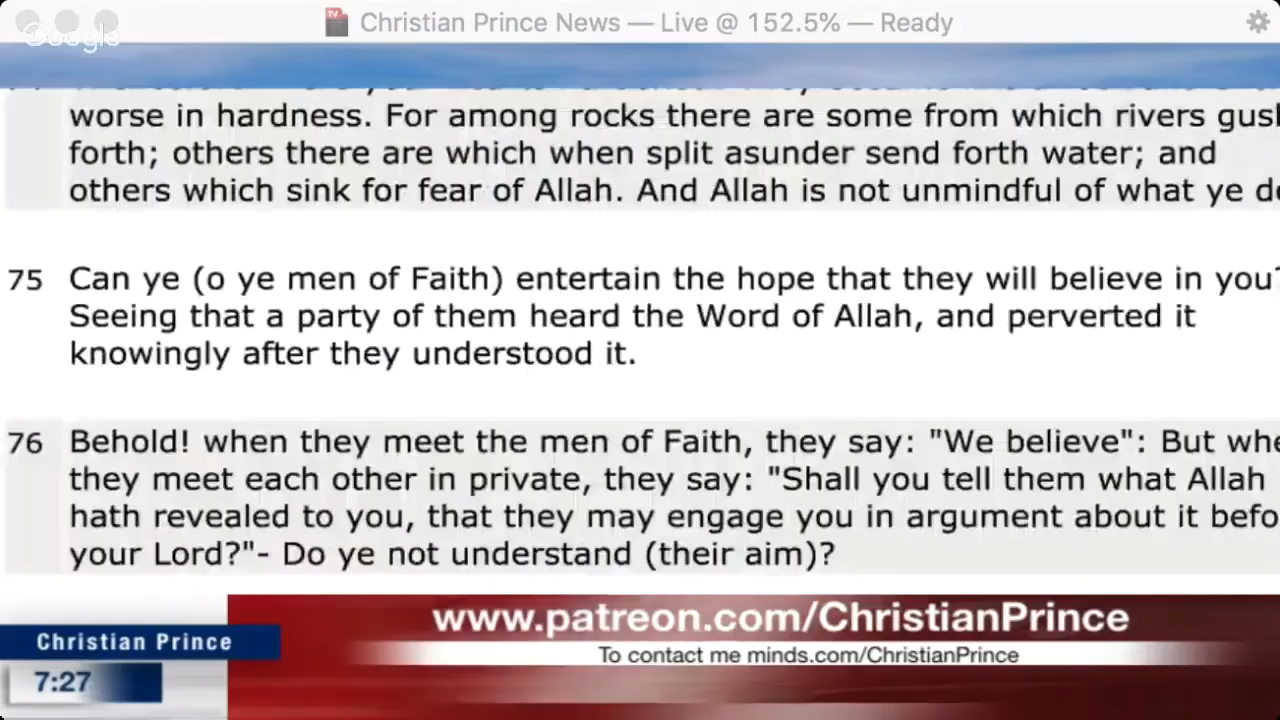 Christian Prince News — Live @ 152.5% — Ready
Google
worse in hardness. For among rocks there are some from which rivers gus
forth; others there are which when split asunder send forth water; and
others which sink for fear of Allah. And Allah is not unmindful of what ye d
75 Can ye (o ye men of Faith) entertain the hope that they will believe in you?
Seeing that a party of them heard the Word of Allah, and perverted it
knowingly after they understood it.
76 Behold! when they meet the men of Faith, they say: "We believe": But whe
they meet each other in private, they say: "Shall you tell them what Allah
hath revealed to you, that they may engage you in argument about it befo
your Lord?"- Do ye not understand (their aim)?
www.patreon.com/ChristianPrince
Christian Prince
To contact me minds.com/ChristianPrince
7:27